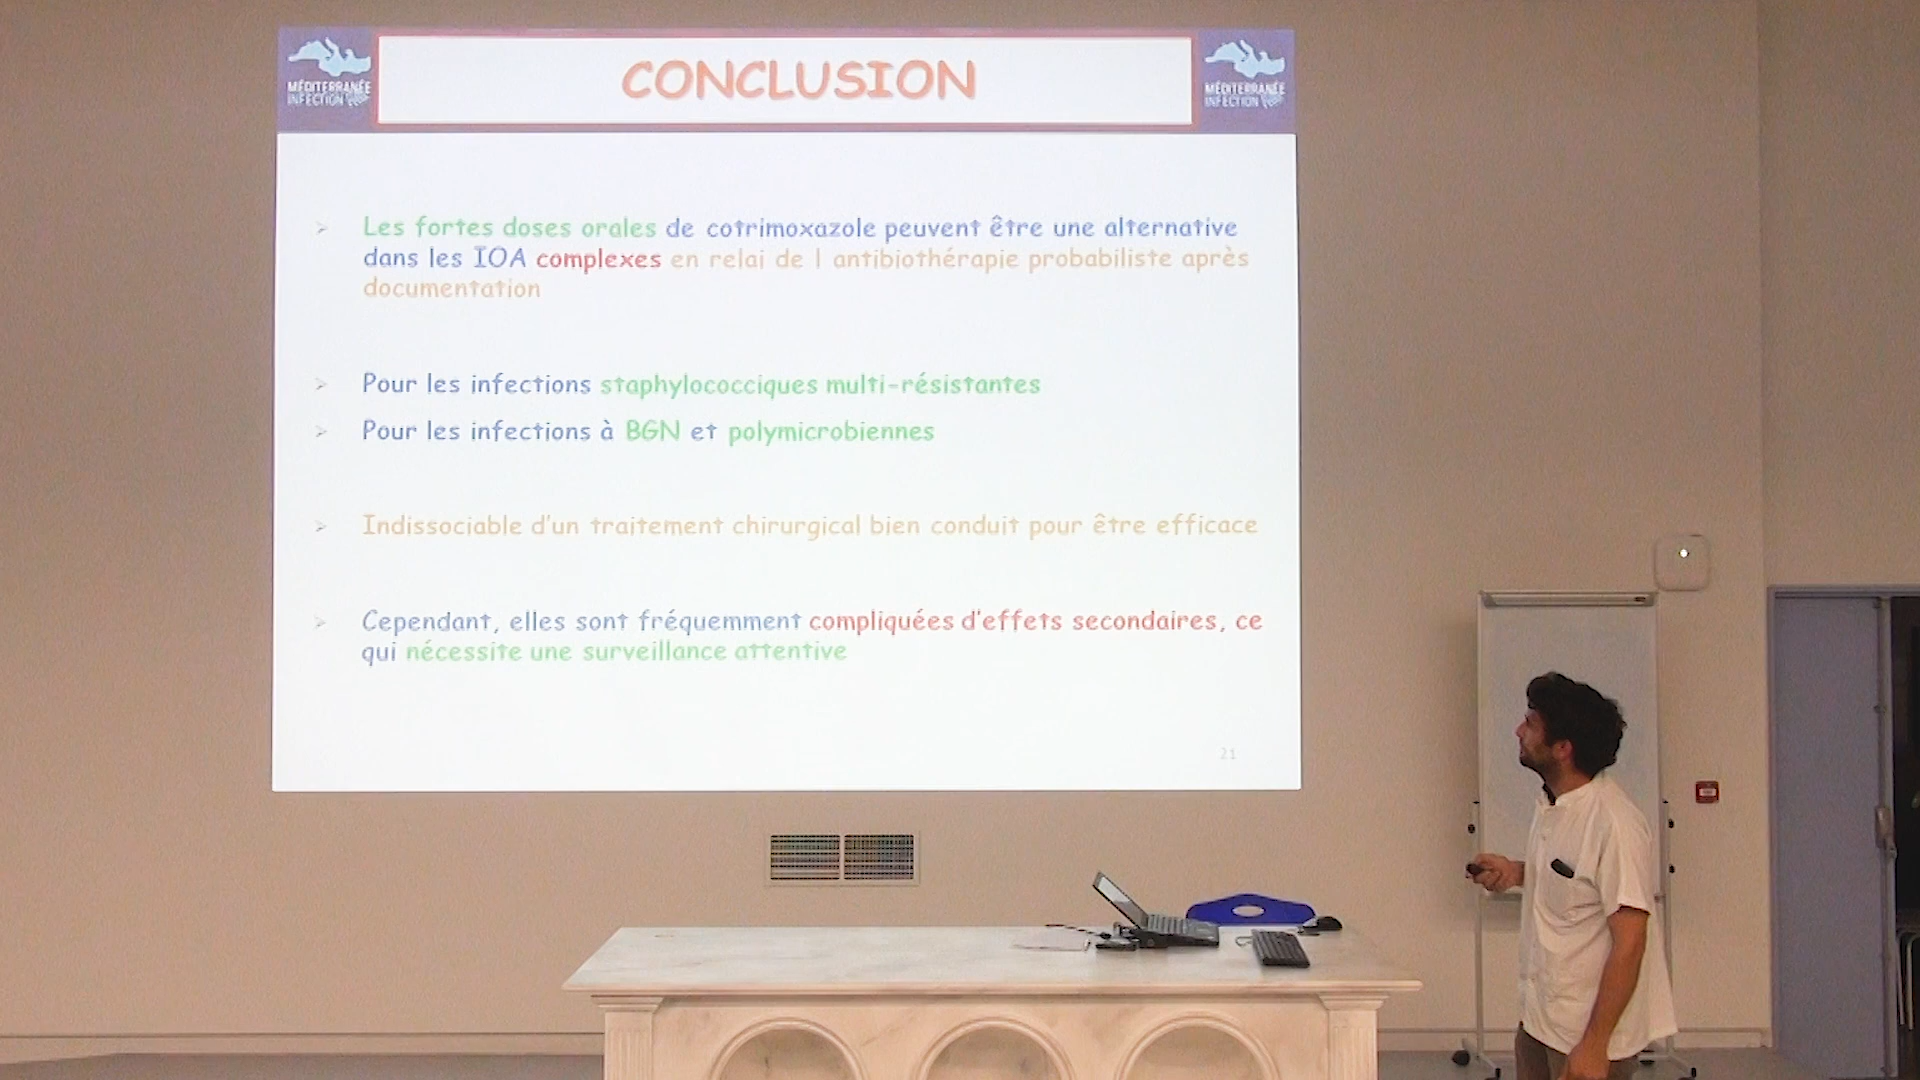 MÉDITERRANÉE
INFECTION
CONCLUSION
MÉDITERRANÉE
INFECTION
Les fortes doses orales de cotrimoxazole peuvent être une alternative
dans les IOA complexes en relai de l antibiothérapie probabiliste après
documentation
Pour les infections staphylococciques multi-résistantes
Pour les infections à BGN et polymicrobiennes
Indissociable d'un traitement chirurgical bien conduit pour être efficace
Cependant, elles sont fréquemment compliquées d'effets secondaires, ce
qui nécessite une surveillance attentive
21